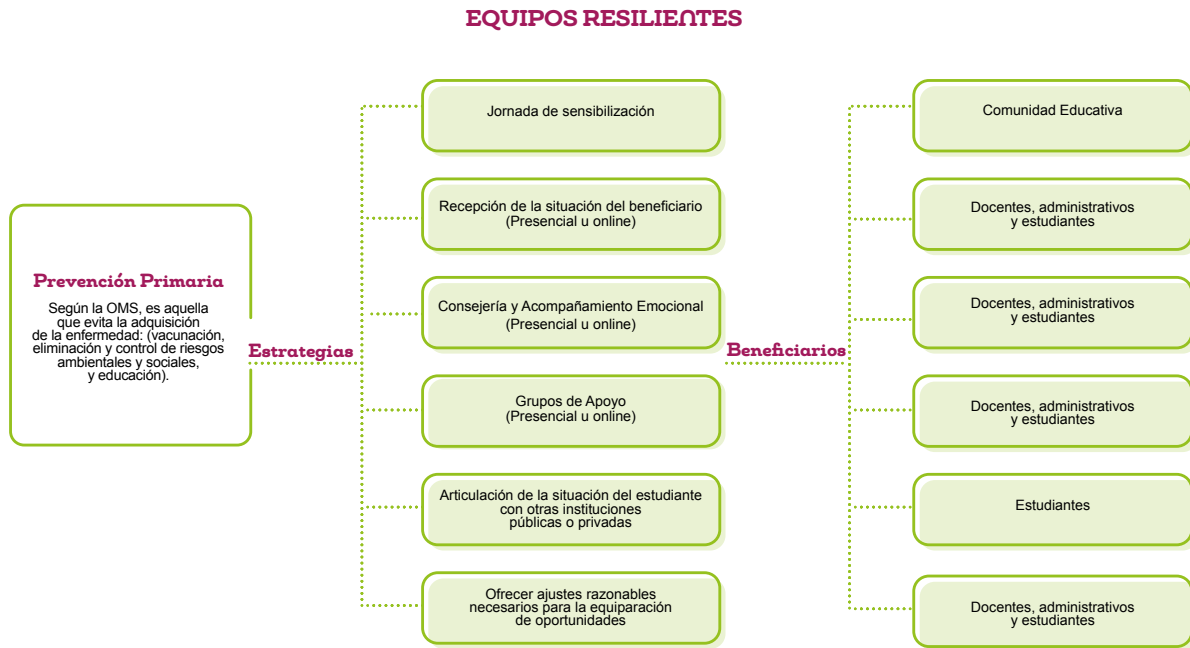 EQUIPOS RESILIENTES
Prevención Primaria
Según la OMS, es aquella
que evita la adquisición
de la enfermedad: (vacunación,
eliminación y control de riesgos
ambientales y sociales,
y educación).
Estrategias
Jornada de sensibilización
Recepción de la situación del beneficiario
(Presencial u online)
Consejería y Acompañamiento Emocional
(Presencial u online)
Grupos de Apoyo
(Presencial u online)
Articulación de la situación del estudiante
con otras instituciones
públicas o privadas
Ofrecer ajustes razonables
necesarios para la equiparación
de oportunidades
Beneficiarios
Comunidad Educativa
Docentes, administrativos
y estudiantes
Docentes, administrativos
y estudiantes
Docentes, administrativos
y estudiantes
Estudiantes
Docentes, administrativos
y estudiantes